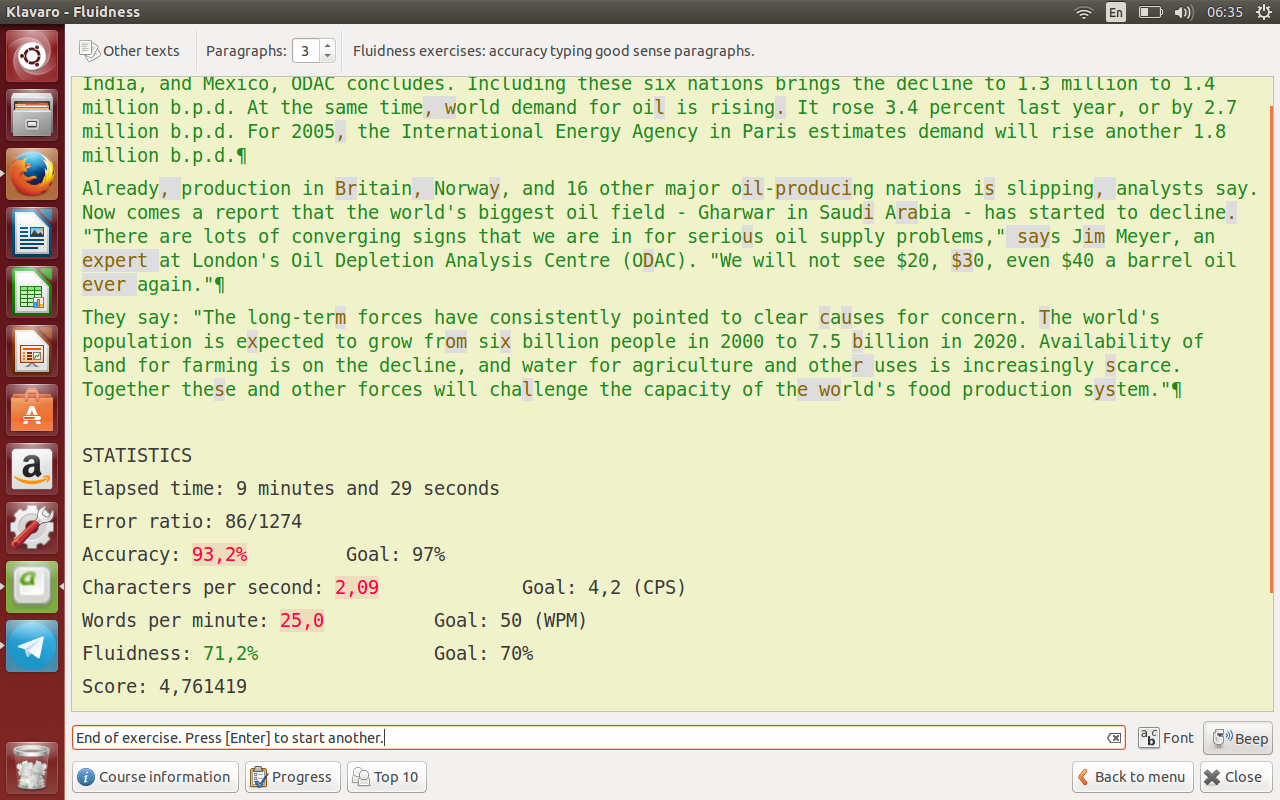 Klavaro - Fluidness
En
06:35
Other texts
Paragraphs: 3
Fluidness exercises: accuracy typing good sense paragraphs.
India, and Mexico, ODAC concludes. Including these six nations brings the decline to 1.3 million to 1.4
million b.p.d. At the same time, world demand for oil is rising. It rose 3.4 percent last year, or by 2.7
million b.p.d. For 2005, the International Energy Agency in Paris estimates demand will rise another 1.8
million b.p.d.¶
Already, production in Britain, Norway, and 16 other major oil-producing nations is slipping, analysts say.
Now comes a report that the world's biggest oil field - Gharwar in Saudi Arabia - has started to decline.
"There are lots of converging signs that we are in for serious oil supply problems," says Jim Meyer, an
expert at London's Oil Depletion Analysis Centre (ODAC). "We will not see $20, $30, even $40 a barrel oil
ever again."¶
They say: "The long-term forces have consistently pointed to clear causes for concern. The world's
population is expected to grow from six billion people in 2000 to 7.5 billion in 2020. Availability of
land for farming is on the decline, and water for agriculture and other uses is increasingly scarce.
Together these and other forces will challenge the capacity of the world's food production system."¶
STATISTICS
Elapsed time: 9 minutes and 29 seconds
Error ratio: 86/1274
Accuracy: 93,2% Goal: 97%
Characters per second: 2,09 Goal: 4,2 (CPS)
Words per minute: 25,0 Goal: 50 (WPM)
Fluidness: 71,2% Goal: 70%
Score: 4,761419
End of exercise. Press [Enter] to start another.
Font
Beep
Course information
Progress
Top 10
Back to menu
Close